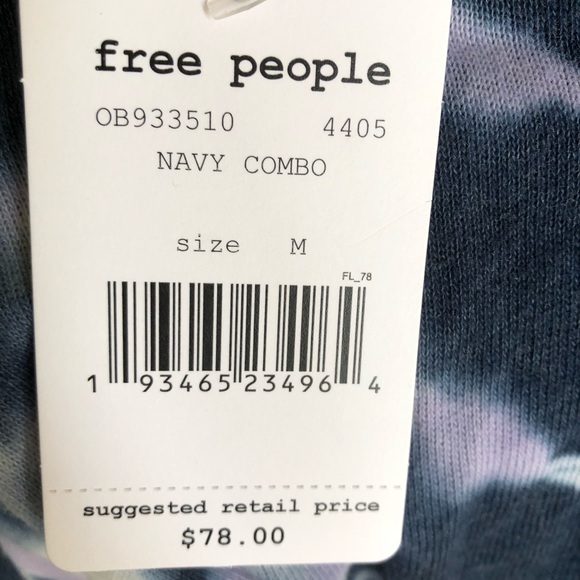 free people
OB933510 4405
NAVY COMBO
size M
FL_78
1 93465 23496 4
suggested retail price
$78.00